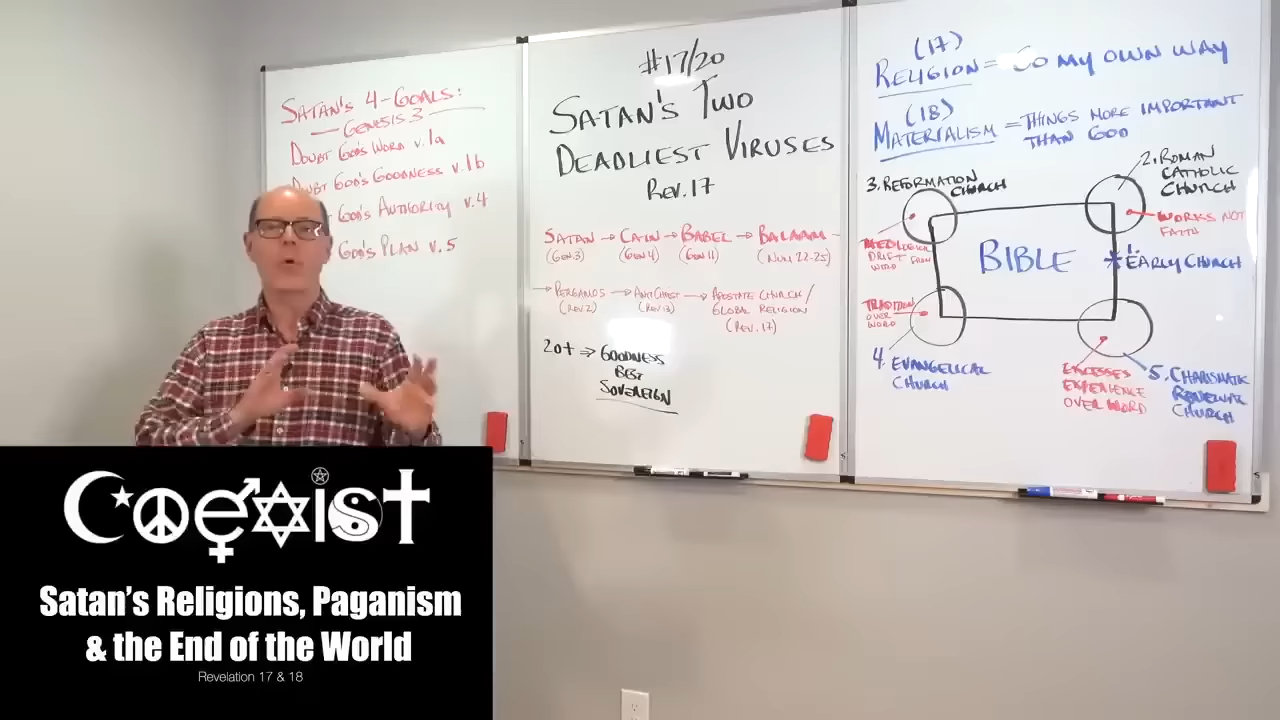 SATAN'S 4-GOALS:
GENESIS 3
DOUBT GOD'S WORD v.1a
DOUBT GOD'S GOODNESS v.1b
GOD'S AUTHORITY v.4
GOD'S PLAN v.5
#17/20
SATAN'S TWO
DEADLIEST VIRUSES
REV. 17
SATAN → CAIN → BABEL → BALAAM
(GEN.3) (GEN.4) (GEN.11) (NUM.22-25)
→ PERGAMOS → ANTICHRIST → APOSTATE CHURCH/
(REV.2) (REV.13) GLOBAL RELIGION
(REV.17)
GOODNESS
BEST
SOVEREIGN
(17)
RELIGION = GO MY OWN WAY
(18)
MATERIALISM = THINGS MORE IMPORTANT
THAN GOD
3. REFORMATION
CHURCH
2. ROMAN
CATHOLIC
CHURCH
WORKS NOT
FAITH
DRIFT FROM
WORD
BIBLE
1.
EARLY CHURCH
TRADITION
OVER
WORD
4. EVANGELICAL
CHURCH
EXCESSES
EXPERIENCE
OVER WORD
5. CHARISMATIC
RENEWAL
CHURCH
Coexist
Satan's Religions, Paganism
& the End of the World
Revelation 17 & 18